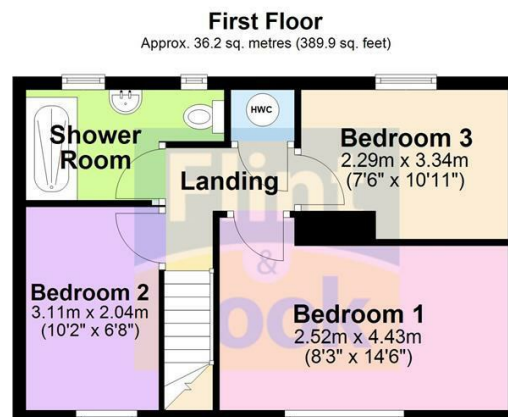 First Floor
Approx. 36.2 sq. metres (389.9 sq. feet)
HWC
Shower
Room
Bedroom 3
2.29m x 3.34m
(7'6" x 10'11")
Landing
Flint
&
ook
Bedroom 2
3.11m x 2.04m
(10'2" x 6'8")
Bedroom 1
2.52m x 4.43m
(8'3" x 14'6")